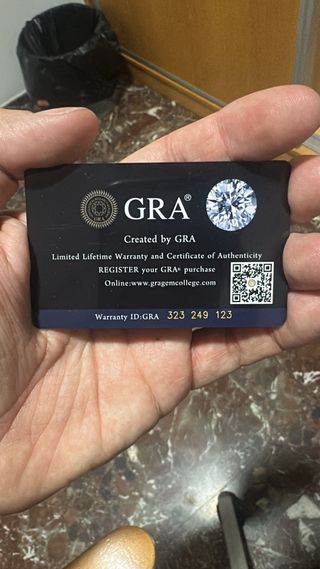 GRA®
GRA
Created by GRA
Limited Lifetime Warranty and Certificate of Authenticity
REGISTER your GRA® purchase
Online:www.gragemcollege.com
Warranty ID:GRA 323 249 123